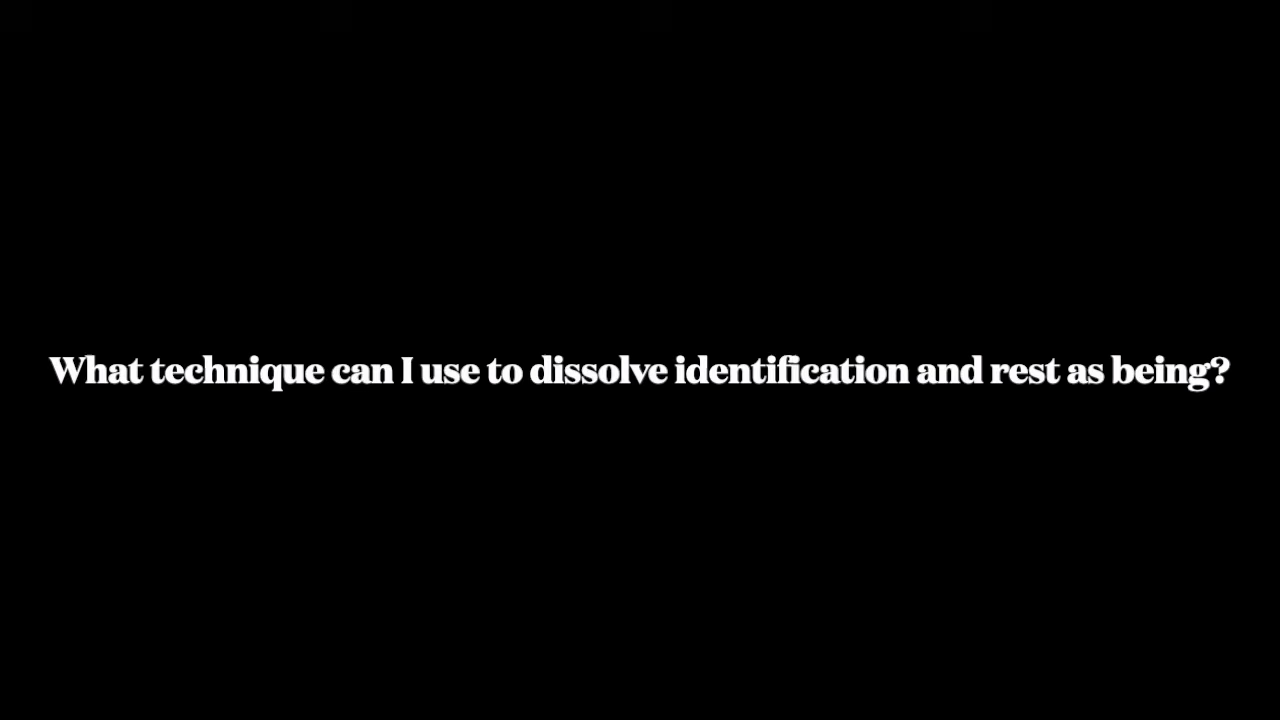 What technique can I use to dissolve identification and rest as being?